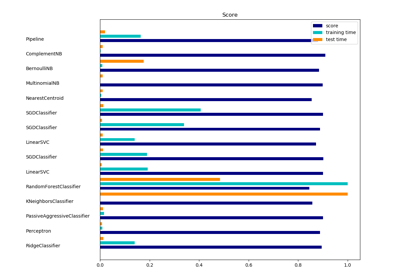 Score
score
training time
test time
Pipeline
ComplementNB
BernoulliNB
MultinomialNB
NearestCentroid
SGDClassifier
SGDClassifier
LinearSVC
SGDClassifier
LinearSVC
RandomForestClassifier
KNeighborsClassifier
PassiveAggressiveClassifier
Perceptron
RidgeClassifier
0.0 0.2 0.4 0.6 0.8 1.0